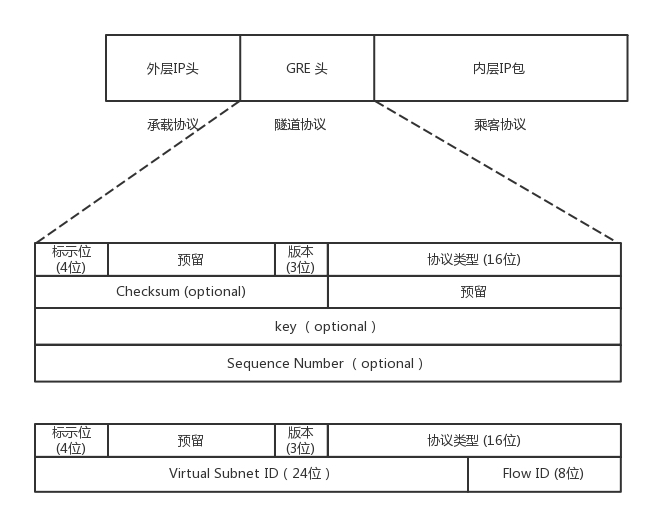 外层IP头
GRE 头
内层IP包
承载协议
隧道协议
乘客协议
标示位
(4位)
预留
版本
(3位)
协议类型 (16位)
Checksum (optional)
预留
key （ optional ）
Sequence Number （ optional ）
标示位
(4位)
预留
版本
(3位)
协议类型 (16位)
Virtual Subnet ID ( 24位 )
Flow ID (8位)